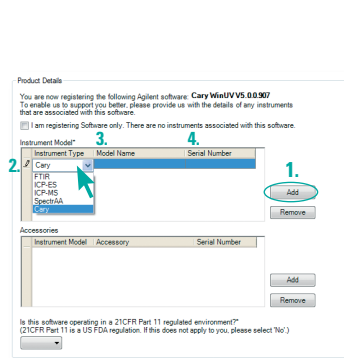 Product Details
You are now registering the following Agilent software: Cary WinUV V5.0.0.907
To enable us to support you better, please provide us with the details of any instruments
that are associated with this software.
I am registering Software only. There are no instruments associated with this software.
Instrument Model*
3.
4.
Instrument Type Model Name Serial Number
2.
Cary
FTIR
ICP-ES
ICP-MS
SpectrAA
Cary
1.
Add
Remove
Accessories
Instrument Model Accessory Serial Number
Add
Remove
Is this software operating in a 21CFR Part 11 regulated environment?*
(21CFR Part 11 is a US FDA regulation. If this does not apply to you, please select 'No'.)